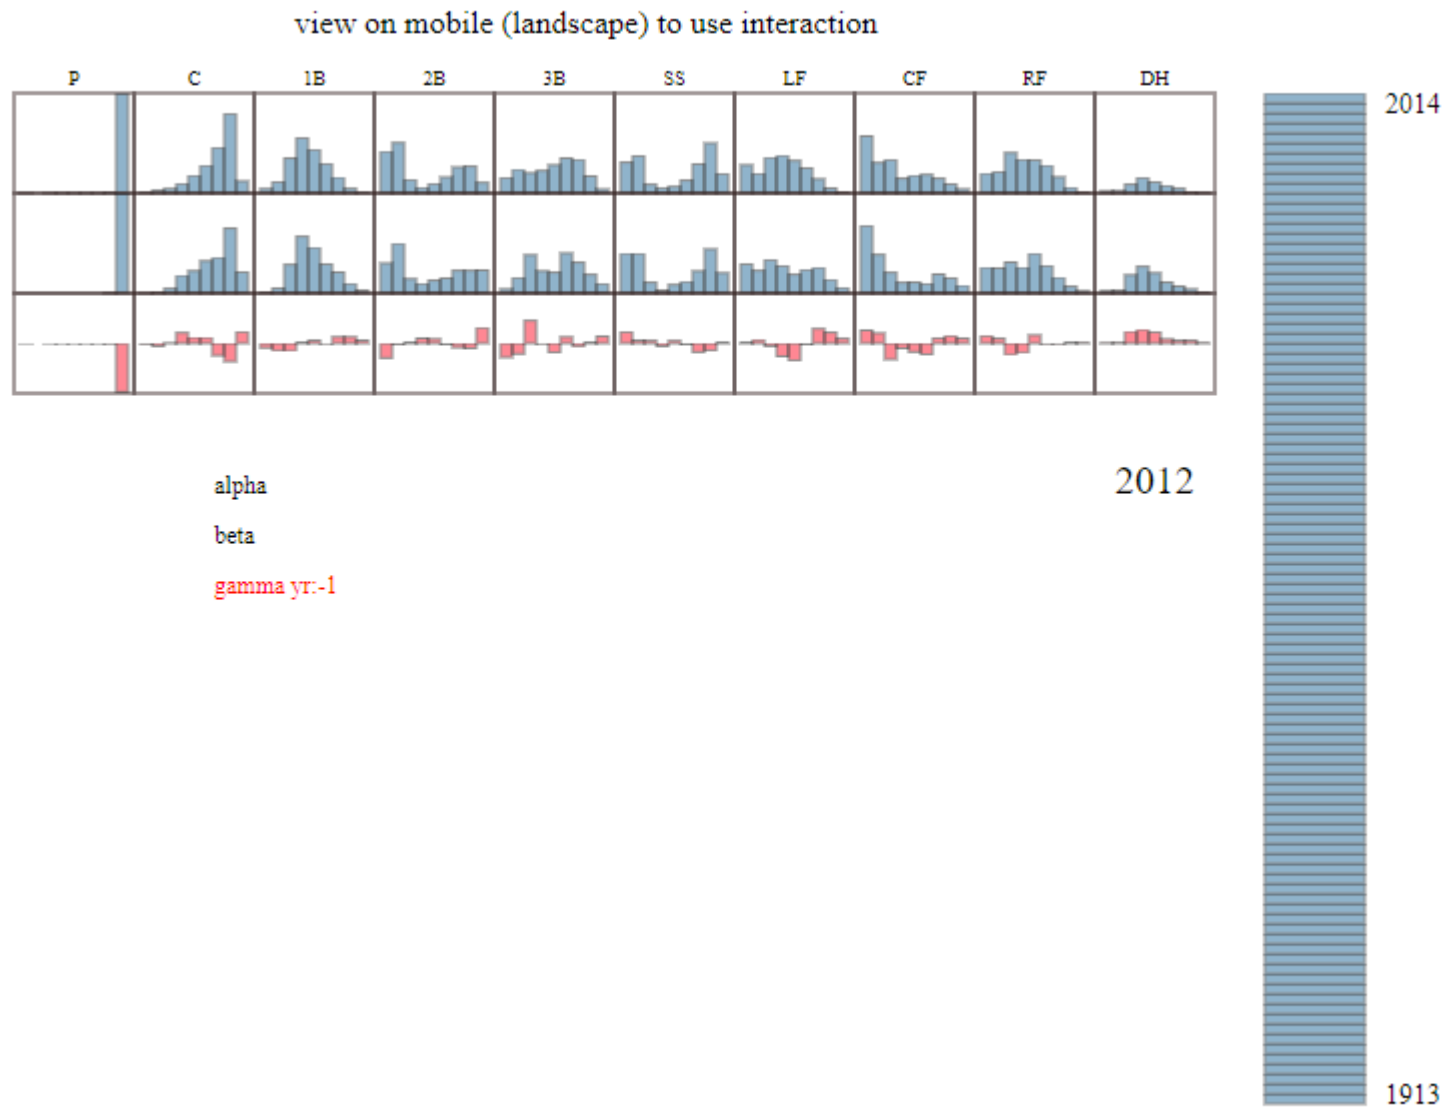 view on mobile (landscape) to use interaction
P C 1B 2B 3B SS LF CF RF DH
2014
alpha
2012
beta
gamma yr:-1
1913